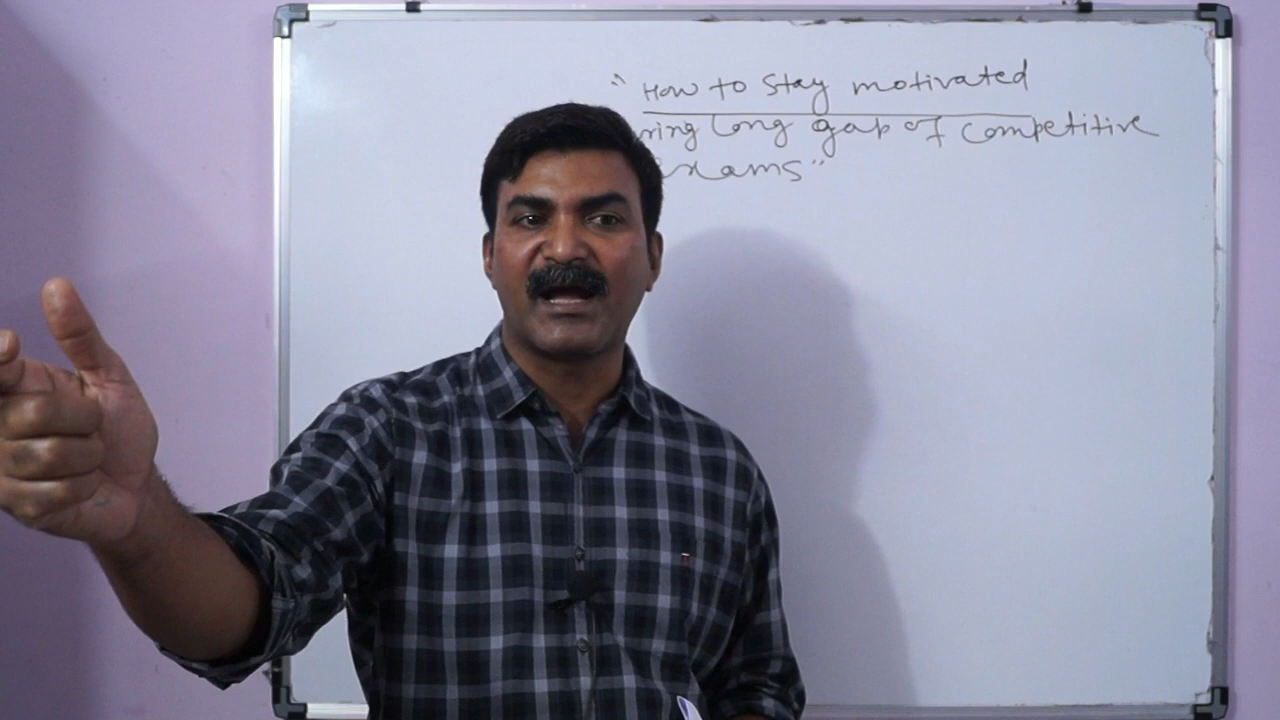 "How to Stay motivated
ring long gap of competitive
xams"